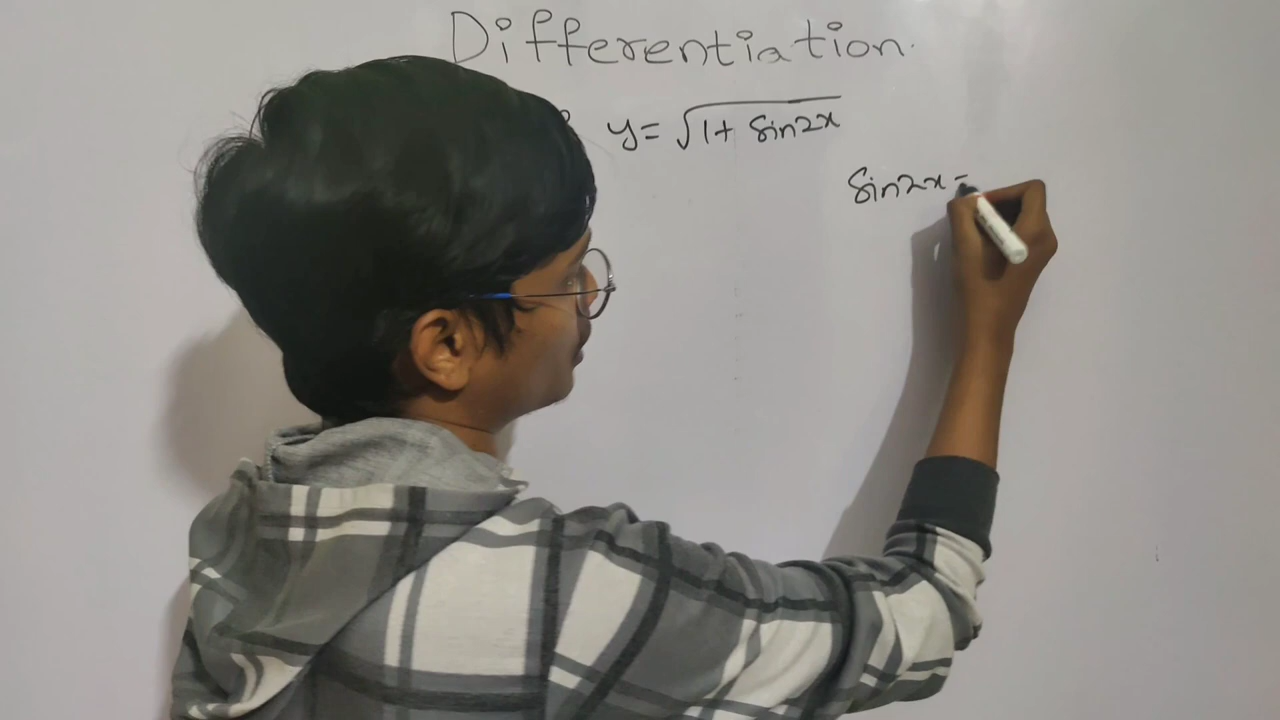 Differentiation.
y = √1 + sin2x
sin2x =